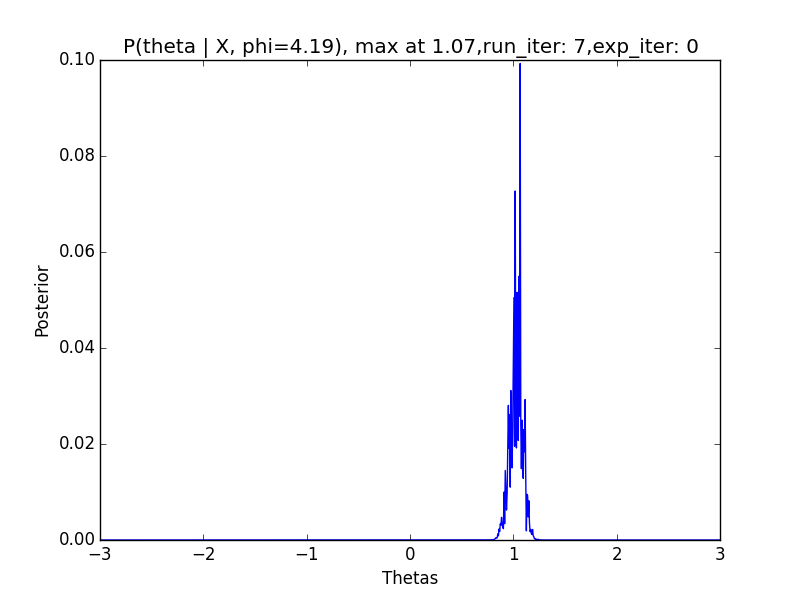 P(theta | X, phi=4.19), max at 1.07,run_iter: 7,exp_iter: 0
0.10
0.08
0.06
0.04
0.02
0.00
Posterior
−3 −2 −1 0 1 2 3
Thetas